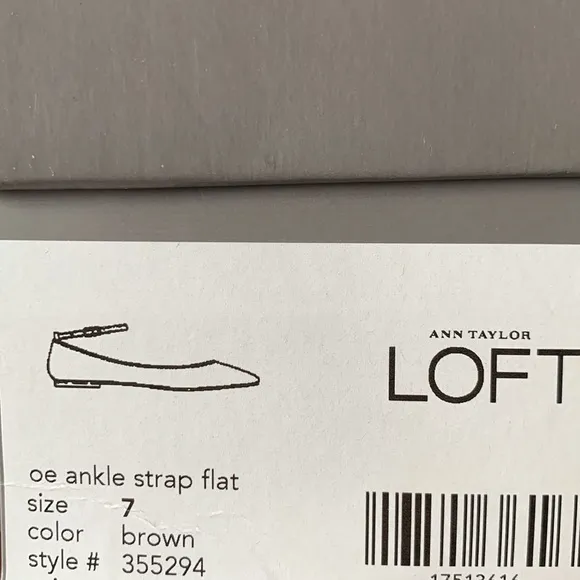 ANN TAYLOR
LOFT
oe ankle strap flat
size 7
color brown
style # 355294